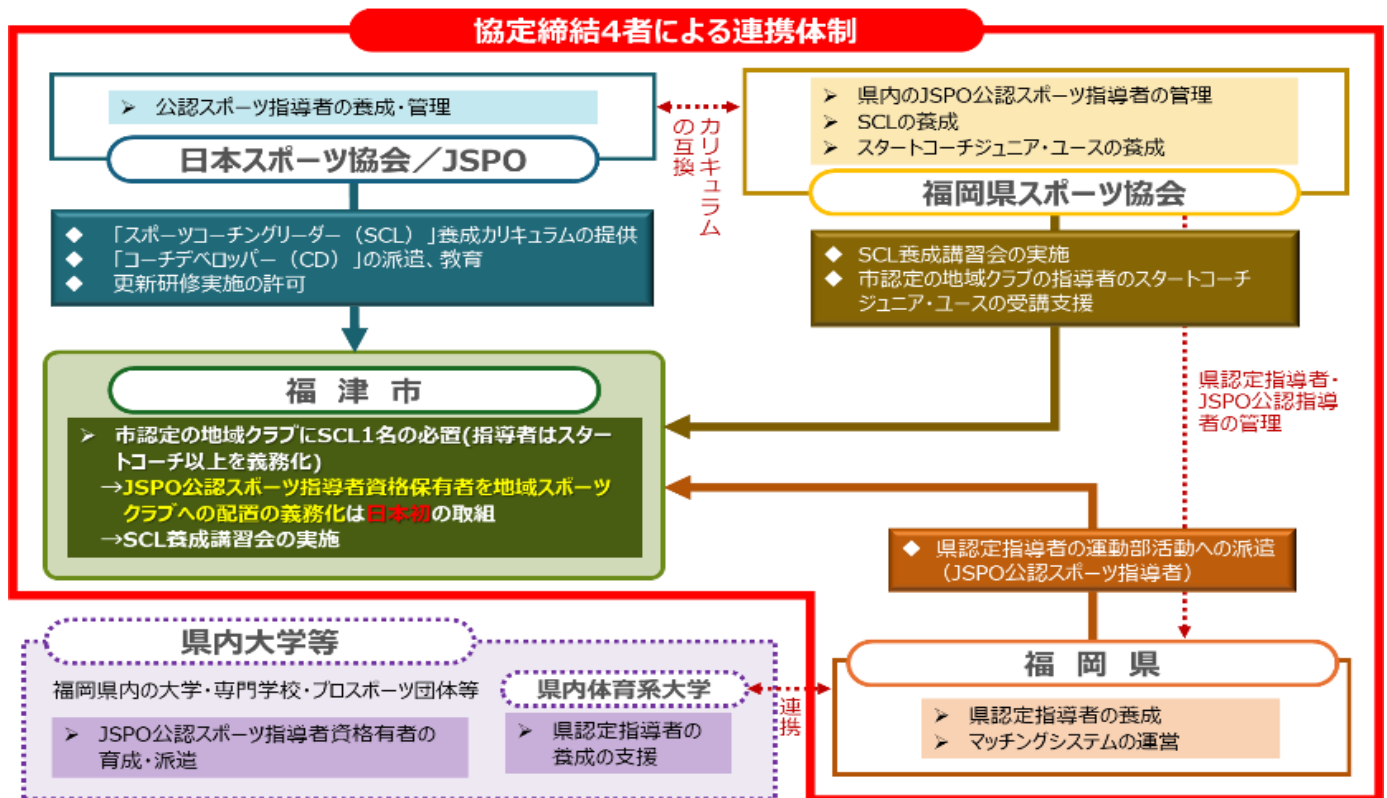 協定締結4者による連携体制
➢ 公認スポーツ指導者の養成・管理
日本スポーツ協会／JSPO
カリキュラム
の互換
➢ 県内のJSPO公認スポーツ指導者の管理
➢ SCLの養成
➢ スタートコーチジュニア・ユースの養成
福岡県スポーツ協会
◆ 「スポーツコーチングリーダー（SCL）」養成カリキュラムの提供
◆ 「コーチデベロッパー（CD）」の派遣、教育
◆ 更新研修実施の許可
◆ SCL養成講習会の実施
◆ 市認定の地域クラブの指導者のスタートコーチ
ジュニア・ユースの受講支援
福津市
➢ 市認定の地域クラブにSCL1名の必置(指導者はスター
トコーチ以上を義務化)
→JSPO公認スポーツ指導者資格保有者を地域スポーツ
クラブへの配置の義務化は日本初の取組
→SCL養成講習会の実施
県認定指導者・
JSPO公認指導
者の管理
◆ 県認定指導者の運動部活動への派遣
（JSPO公認スポーツ指導者）
福岡県
➢ 県認定指導者の養成
➢ マッチングシステムの運営
県内大学等
福岡県内の大学・専門学校・プロスポーツ団体等
➢ JSPO公認スポーツ指導者資格有者の
育成・派遣
県内体育系大学
➢ 県認定指導者の
養成の支援
連携